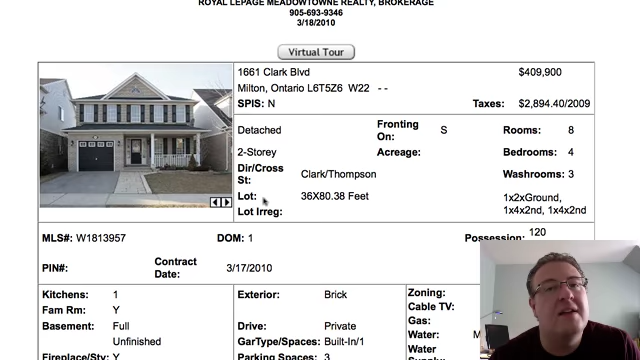 ROYAL LEPAGE MEADOWTOWNE REALTY, BROKERAGE
905-693-9346
3/18/2010
Virtual Tour
1661 Clark Blvd $409,900
Milton, Ontario L6T5Z6 W22 - -
SPIS: N Taxes: $2,894.40/2009
Detached Fronting On: S Rooms: 8
2-Storey Acreage: Bedrooms: 4
Dir/Cross St: Clark/Thompson Washrooms: 3
Lot: 36X80.38 Feet 1x2xGround,
Lot Irreg: 1x4x2nd, 1x4x2nd
MLS#: W1813957 DOM: 1 Possession: 120
PIN#: Contract Date: 3/17/2010
Kitchens: 1 Exterior: Brick Zoning:
Fam Rm: Y Cable TV:
Basement: Full Drive: Private Gas:
Unfinished GarType/Spaces: Built-In/1 Water:
Fireplace/Stv: Y Parking Spaces: 3 Water